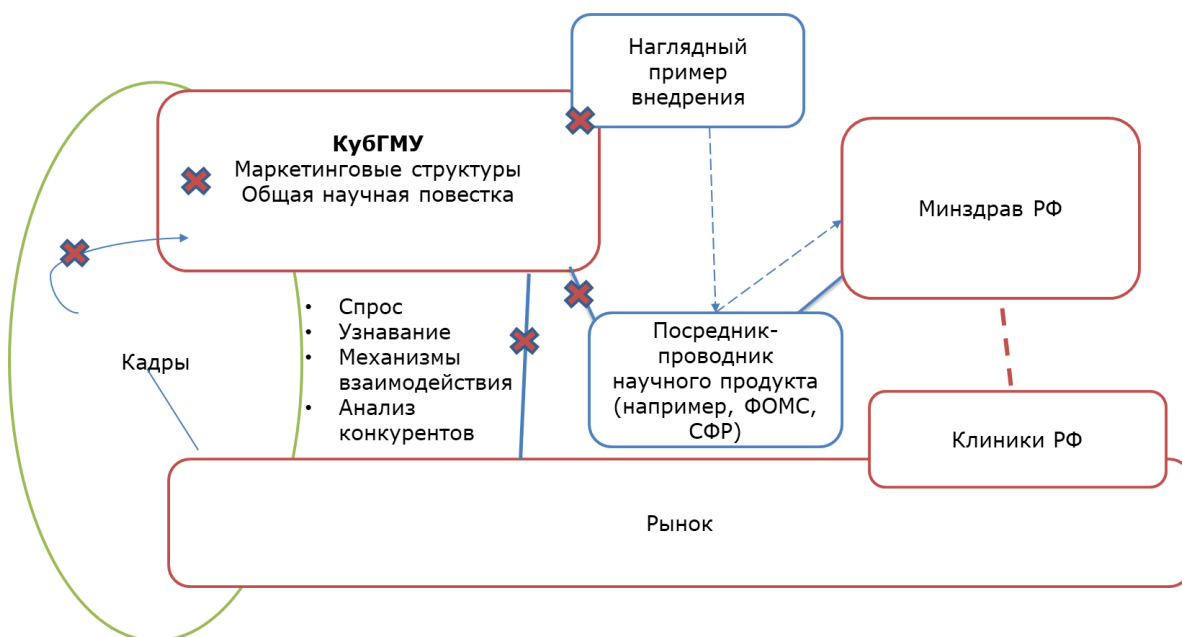 Наглядный
пример
внедрения
КубГМУ
Маркетинговые структуры
Общая научная повестка
Минздрав РФ
• Спрос
• Узнавание
• Механизмы
взаимодействия
• Анализ
конкурентов
Кадры
Посредник-
проводник
научного продукта
(например, ФОМС,
СФР)
Клиники РФ
Рынок